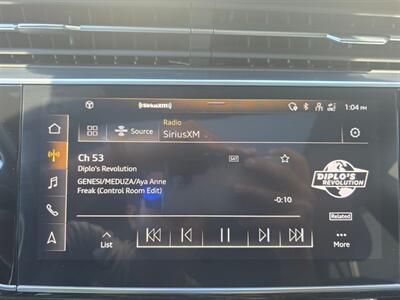 SiriusXM
1:04 PM
Source
Radio
SiriusXM
Ch 53
SAT
Diplo's Revolution
GENESI/MEDUZA/Aya Anne
Freak (Control Room Edit)
DIPLO'S
REVOLUTION
-0:10
Related
List
More